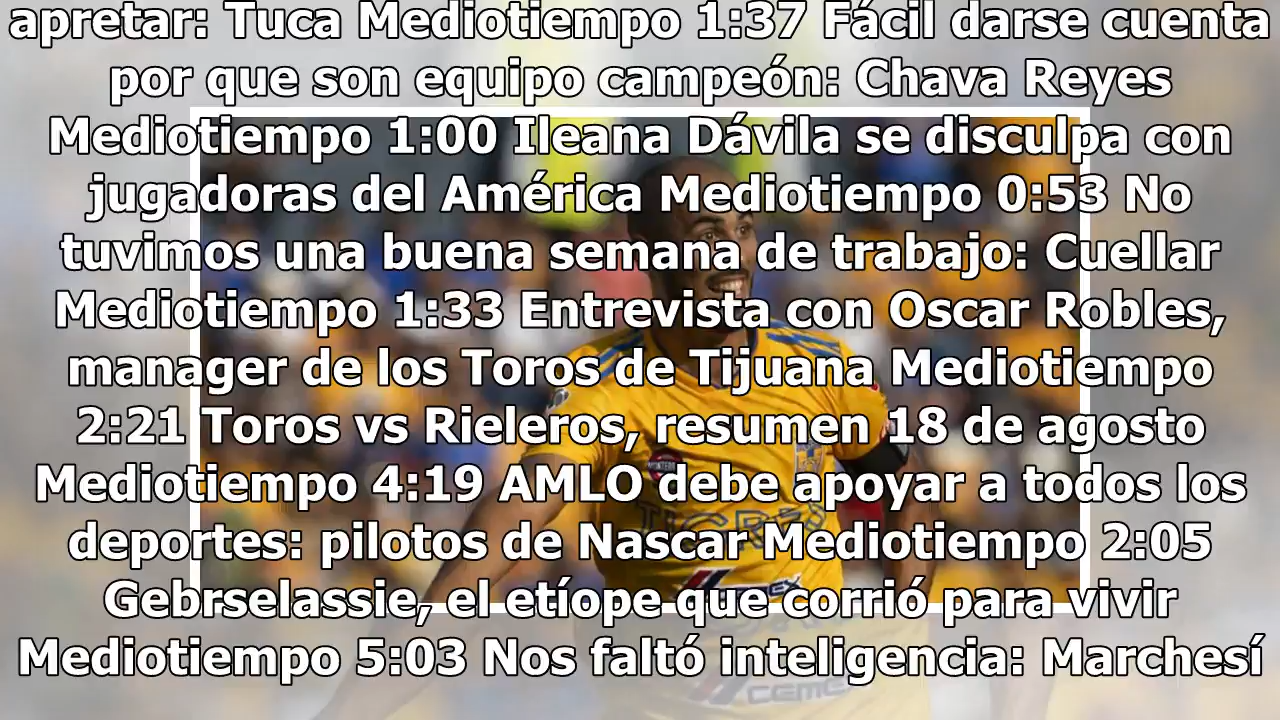 apretar: Tuca Mediotiempo 1:37 Fácil darse cuenta
por que son equipo campeón: Chava Reyes
Mediotiempo 1:00 Ileana Dávila se disculpa con
jugadoras del América Mediotiempo 0:53 No
tuvimos una buena semana de trabajo: Cuellar
Mediotiempo 1:33 Entrevista con Oscar Robles,
manager de los Toros de Tijuana Mediotiempo
2:21 Toros vs Rieleros, resumen 18 de agosto
Mediotiempo 4:19 AMLO debe apoyar a todos los
deportes: pilotos de Nascar Mediotiempo 2:05
Gebrselassie, el etíope que corrió para vivir
Mediotiempo 5:03 Nos faltó inteligencia: Marchesí
TIGRES
CEMEX